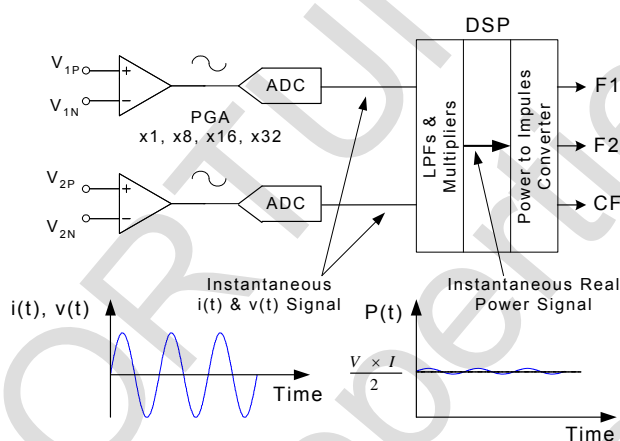 DSP
V1P
+
V1N
−
ADC
PGA
x1, x8, x16, x32
V2P
+
V2N
−
ADC
LPFs &
Multipliers
Power to Impules
Converter
F1
F2
CF
Instantaneous
i(t) & v(t) Signal
Instantaneous Real
Power Signal
i(t), v(t)
Time
P(t)
V × I
2
Time